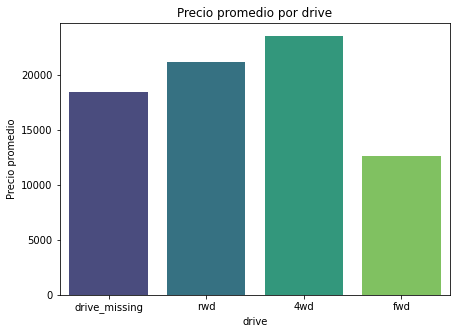 Precio promedio por drive
Precio promedio
20000
15000
10000
5000
0
drive_missing
rwd
4wd
fwd
drive